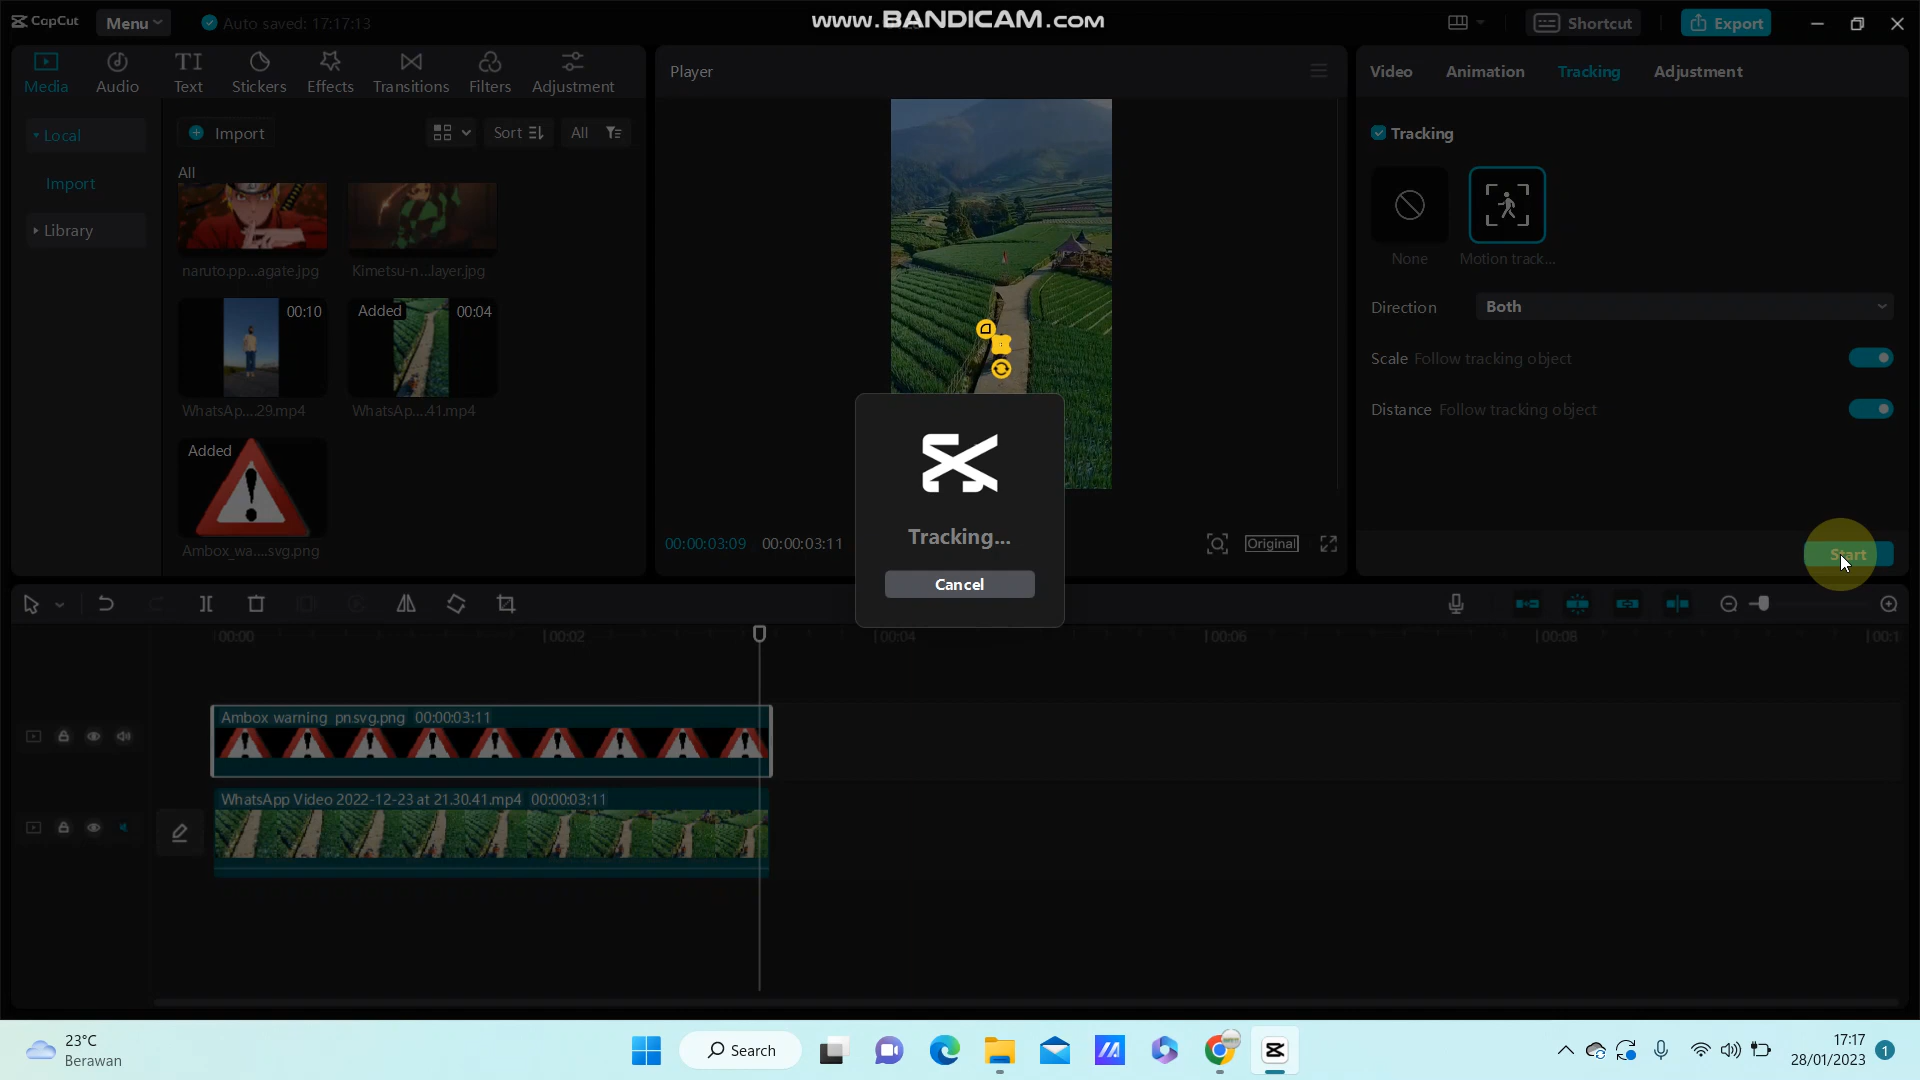 CapCut
Menu
Auto saved: 17:17:13
www.BANDICAM.com
Shortcut
Export
Media
Audio
Text
Stickers
Effects
Transitions
Filters
Adjustment
Player
Video
Animation
Tracking
Adjustment
Local
Import
Library
Import
Sort
All
All
naruto.pp...agate.jpg
Kimetsu-n...layer.jpg
00:10
Added
00:04
WhatsAp....29.mp4
WhatsAp....41.mp4
Added
Ambox_wa....svg.png
Tracking
None
Motion track...
Direction
Both
Scale Follow tracking object
Distance Follow tracking object
Start
00:00:03:09
00:00:03:11
Original
Tracking...
Cancel
00:00
00:02
00:04
00:06
00:08
00:1
Ambox warning pn.svg.png 00:00:03:11
WhatsApp Video 2022-12-23 at 21.30.41.mp4 00:00:03:11
23°C
Berawan
Search
17:17
28/01/2023
1